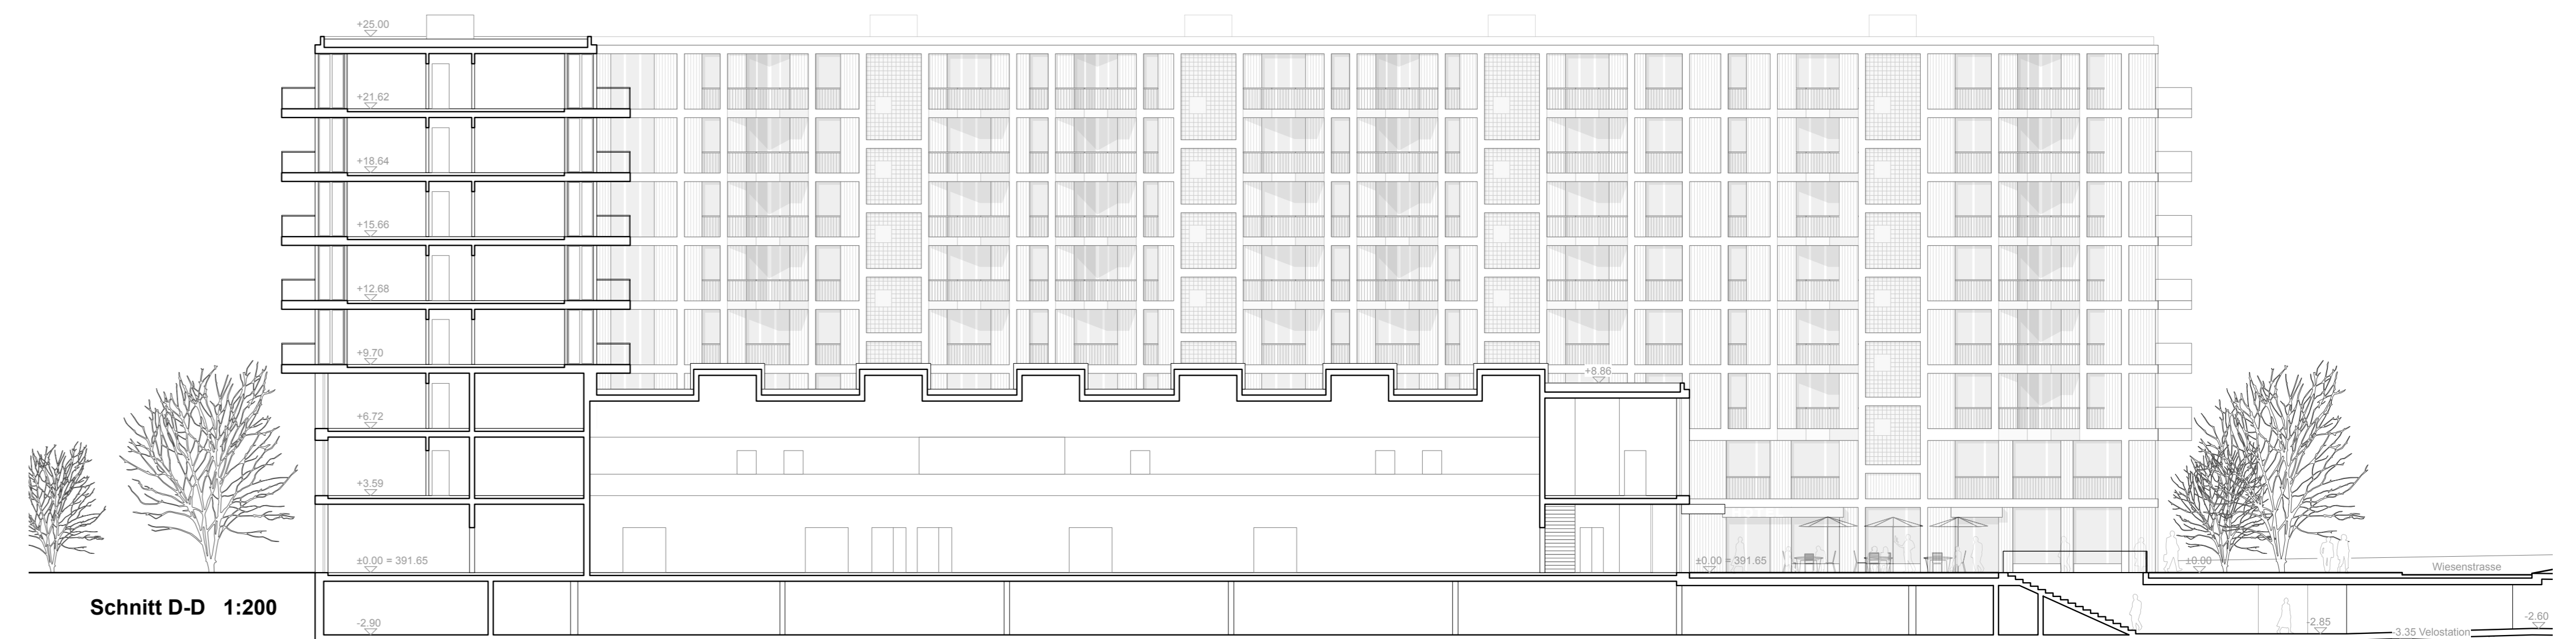 +25.00
+21.62
+18.64
+15.66
+12.68
+9.70
+8.86
+6.72
+3.59
±0.00 = 391.65
±0.00 = 391.65
±0.00
Wiesenstrasse
Schnitt D-D 1:200
-2.90
-2.85
-3.35 Velostation
-2.60